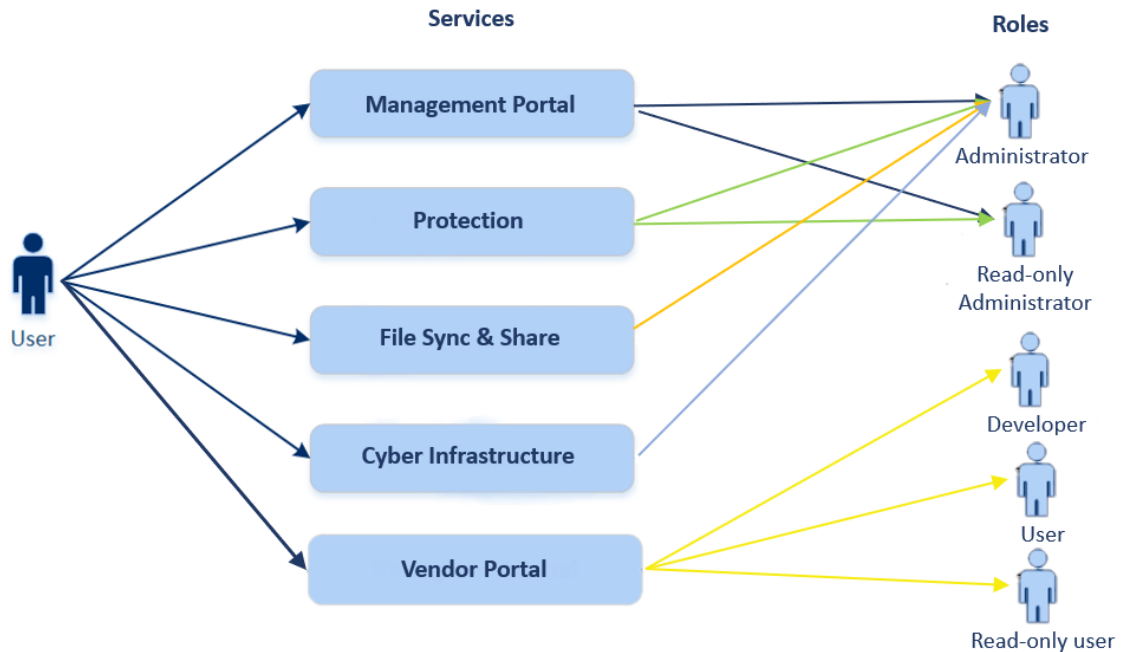 Services
Roles
Management Portal
Administrator
Protection
Read-only
Administrator
User
File Sync & Share
Developer
Cyber Infrastructure
User
Vendor Portal
Read-only user